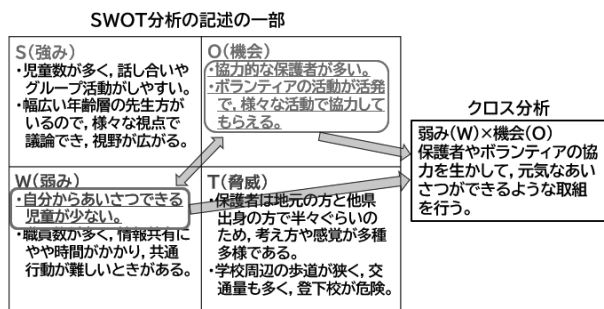 SWOT分析の記述の一部
S(強み)
・児童数が多く,話し合いや
グループ活動がしやすい。
・幅広い年齢層の先生方が
いるので,様々な視点で
議論でき,視野が広がる。
O(機会)
・協力的な保護者が多い。
・ボランティアの活動が活発
で,様々な活動で協力して
もらえる。
W(弱み)
・自分からあいさつできる
児童が少ない。
・職員数が多く,情報共有に
やや時間がかかり,共通
行動が難しいときがある。
T(脅威)
・保護者は地元の方と他県
出身の方で半々ぐらいの
ため,考え方や感覚が多種
多様である。
・学校周辺の歩道が狭く,交
通量も多く,登下校が危険。
クロス分析
弱み(W)×機会(O)
保護者やボランティアの協
力を生かして,元気なあい
さつができるような取組
を行う。